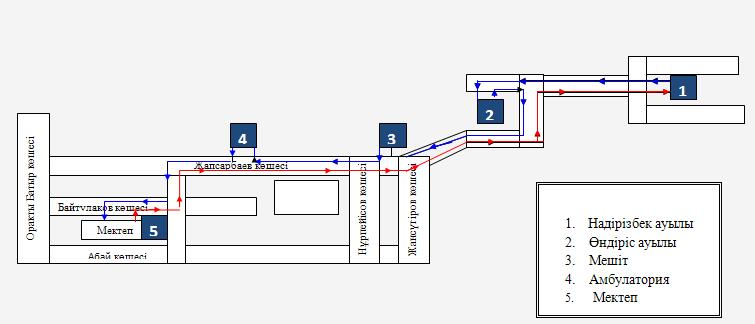 1
2
3
4
Жапсарбаев көшесі
Орақты Батыр көшесі
Нұрпейісов көшесі
Жансүгіров көшесі
Байтулаков көшесі
Мектеп
5
Абай көшесі
1. Надірізбек ауылы
2. Өндіріс ауылы
3. Мешіт
4. Амбулатория
5. Мектеп